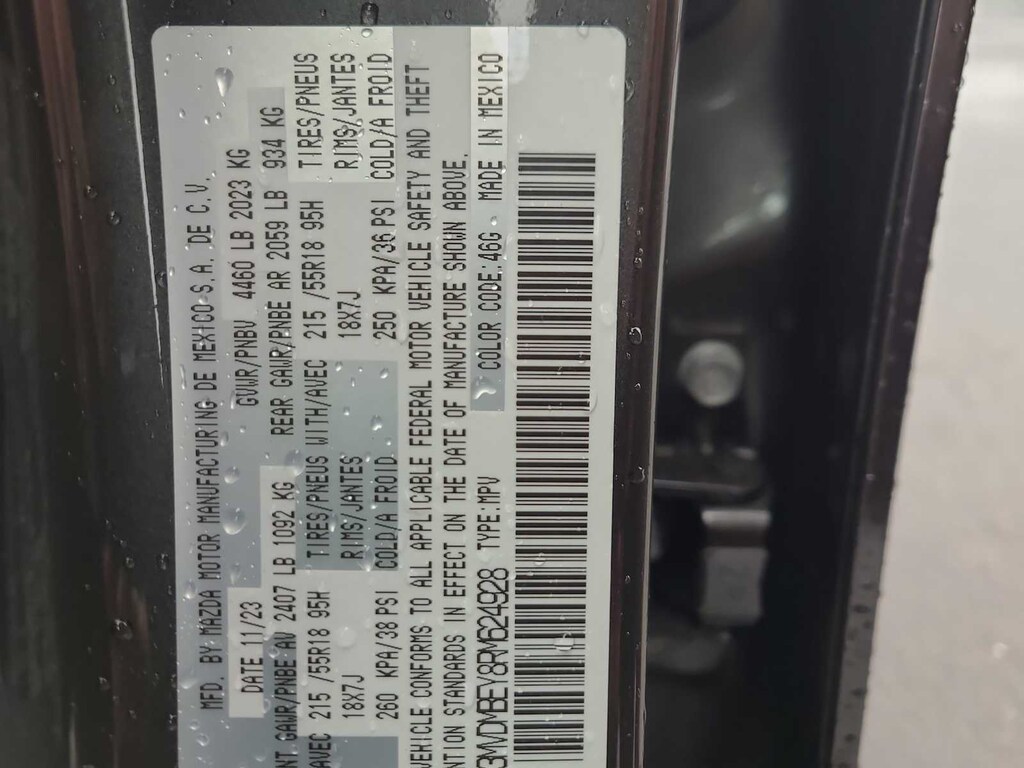 MFD. BY MAZDA MOTOR MANUFACTURING DE MEXICO S.A. DE C.V.
DATE 11/23 GVWR/PNBV 4460 LB 2023 KG
NT GAWR/PNBE AV 2407 LB 1092 KG REAR GAWR/PNBE AR 2059 LB 934 KG
AVEC 215/55R18 95H TIRES/PNEUS WITH/AVEC 215/55R18 95H TIRES/PNEUS
18X7J RIMS/JANTES 18X7J RIMS/JANTES
260 KPA/38 PSI COLD/A FROID 250 KPA/36 PSI COLD/A FROID
VEHICLE CONFORMS TO ALL APPLICABLE FEDERAL MOTOR VEHICLE SAFETY AND THEFT
NTION STANDARDS IN EFFECT ON THE DATE OF MANUFACTURE SHOWN ABOVE.
3MVDMBEY8RM624928 TYPE:MPV COLOR CODE:46G MADE IN MEXICO